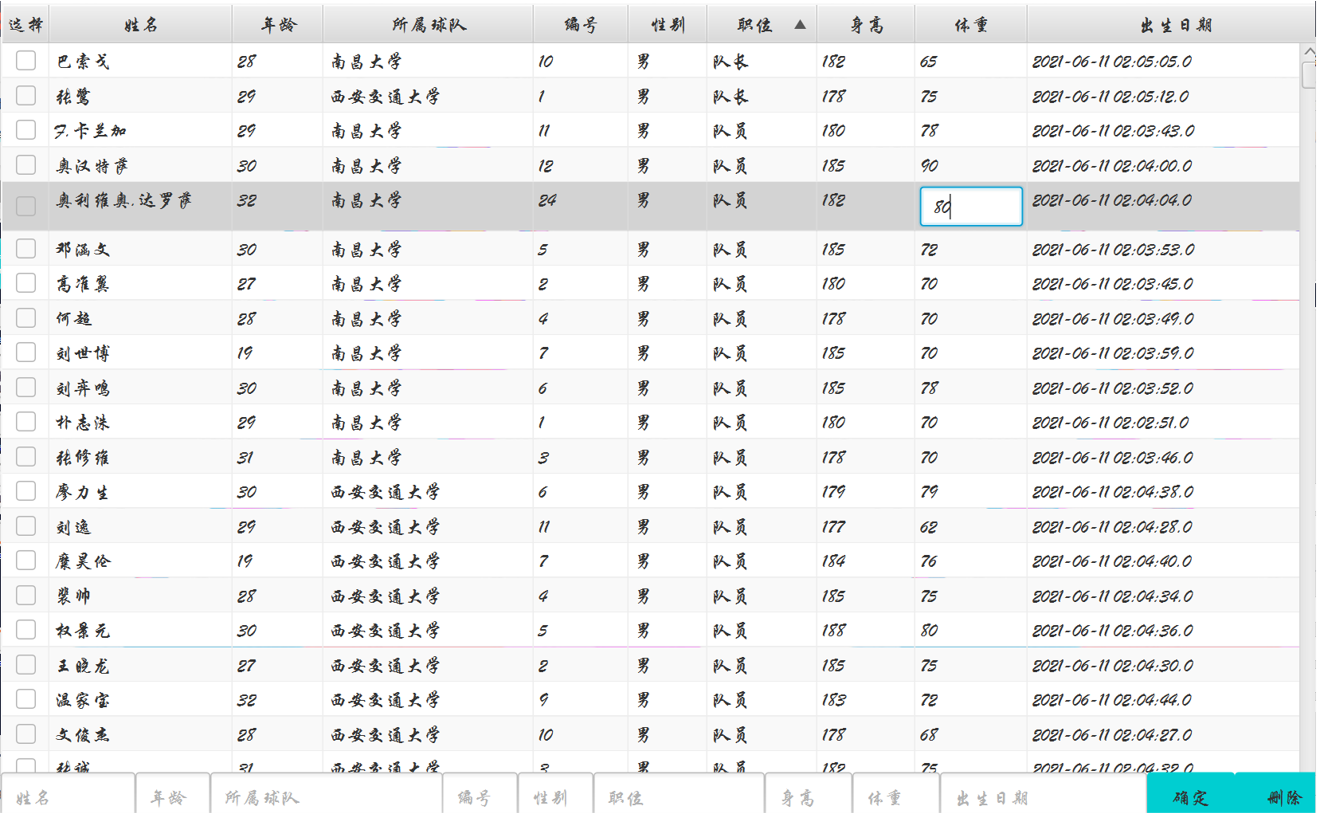 选择 姓名 年龄 所属球队 编号 性别 职位 ▲ 身高 体重 出生日期
巴索戈 28 南昌大学 10 男 队长 182 65 2021-06-11 02:05:05.0
张鹭 29 西安交通大学 1 男 队长 178 75 2021-06-11 02:05:12.0
F.卡兰加 29 南昌大学 11 男 队员 180 78 2021-06-11 02:03:43.0
奥汉特萨 30 南昌大学 12 男 队员 185 90 2021-06-11 02:04:00.0
奥利维奥.达罗萨 32 南昌大学 24 男 队员 182 80 2021-06-11 02:04:04.0
邓涵文 30 南昌大学 5 男 队员 185 72 2021-06-11 02:03:53.0
高准翼 27 南昌大学 2 男 队员 180 70 2021-06-11 02:03:45.0
何超 28 南昌大学 4 男 队员 178 70 2021-06-11 02:03:49.0
刘世博 19 南昌大学 7 男 队员 185 70 2021-06-11 02:03:59.0
刘弈鸣 30 南昌大学 6 男 队员 185 78 2021-06-11 02:03:52.0
朴志洙 29 南昌大学 1 男 队员 180 70 2021-06-11 02:02:51.0
张修维 31 南昌大学 3 男 队员 178 70 2021-06-11 02:03:46.0
廖力生 30 西安交通大学 6 男 队员 179 79 2021-06-11 02:04:38.0
刘逸 29 西安交通大学 11 男 队员 177 62 2021-06-11 02:04:28.0
糜昊伦 19 西安交通大学 7 男 队员 184 76 2021-06-11 02:04:40.0
裴帅 28 西安交通大学 4 男 队员 185 75 2021-06-11 02:04:34.0
权景元 30 西安交通大学 5 男 队员 188 80 2021-06-11 02:04:36.0
王晓龙 27 西安交通大学 2 男 队员 185 75 2021-06-11 02:04:30.0
温家宝 32 西安交通大学 9 男 队员 183 72 2021-06-11 02:04:44.0
文俊杰 28 西安交通大学 10 男 队员 178 68 2021-06-11 02:04:27.0
张诚 31 西安交通大学 3 男 队员 182 75 2021-06-11 02:04:32.0
姓名 年龄 所属球队 编号 性别 职位 身高 体重 出生日期 确定 删除